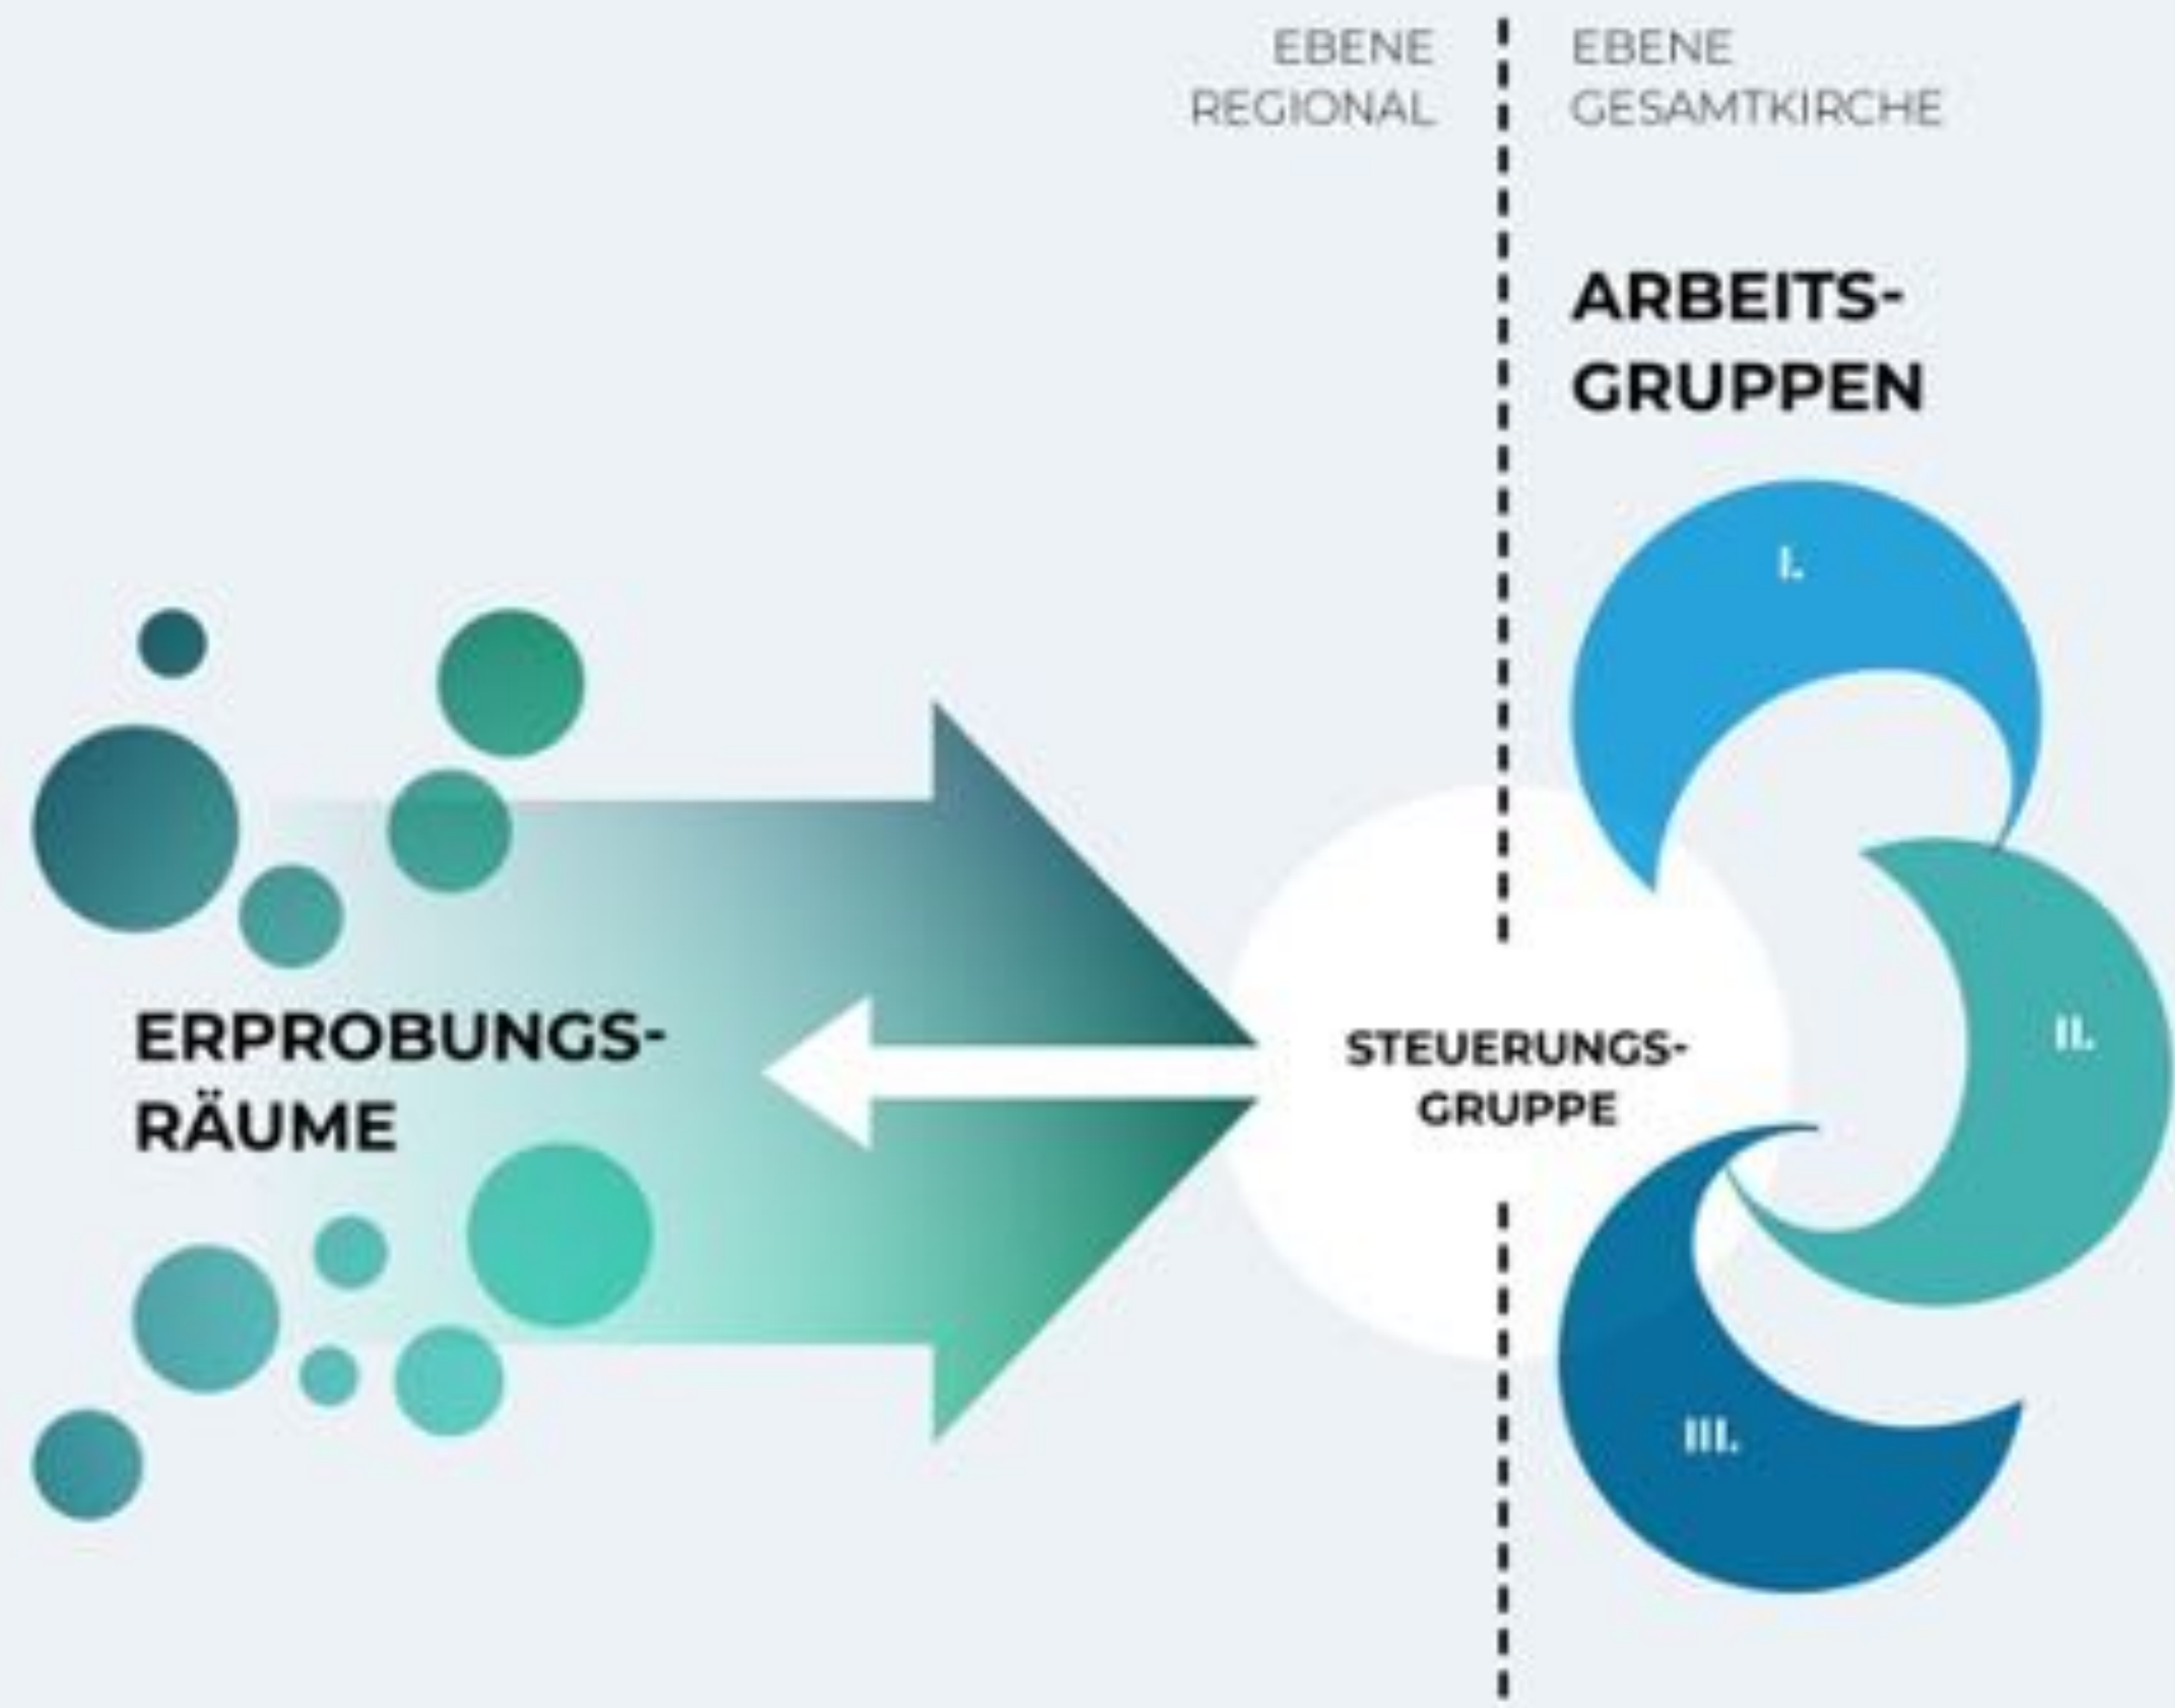 EBENE
REGIONAL
EBENE
GESAMTKIRCHE
ARBEITS-
GRUPPEN
I.
II.
III.
STEUERUNGS-
GRUPPE
ERPROBUNGS-
RÄUME